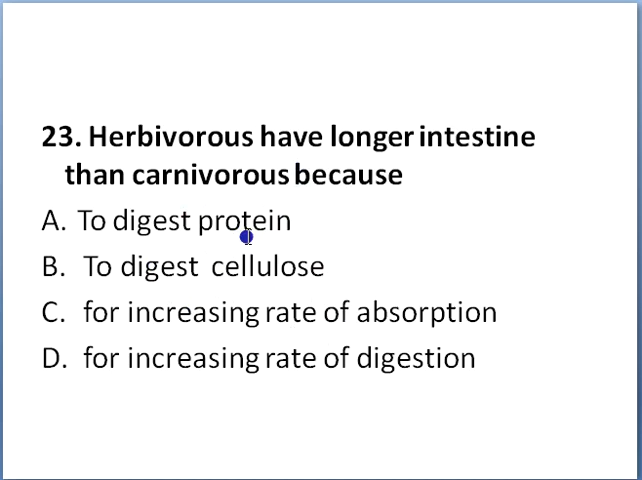 23. Herbivorous have longer intestine
than carnivorous because
A. To digest protein
B. To digest cellulose
C. for increasing rate of absorption
D. for increasing rate of digestion